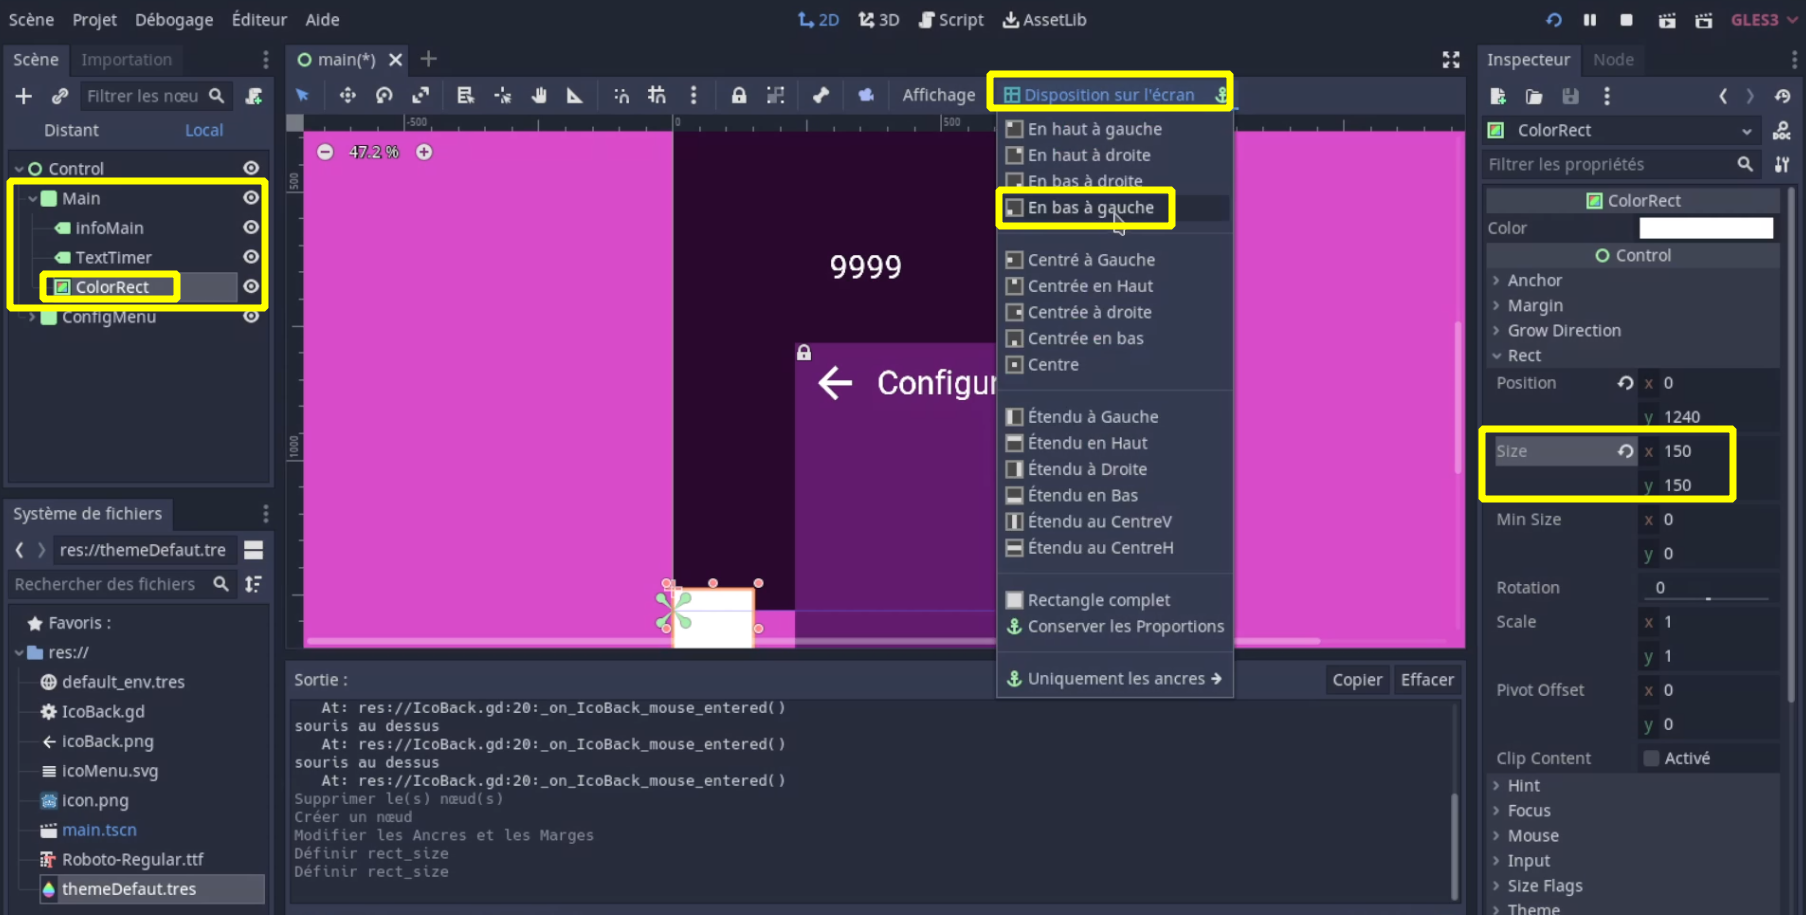 Scène Projet Débogage Éditeur Aide
2D 3D Script AssetLib
GLES3
Scène Importation
Filtrer les nœu
Distant Local
Control
Main
infoMain
TextTimer
ColorRect
ConfigMenu
Système de fichiers
res://themeDefaut.tre
Rechercher des fichiers
Favoris :
res://
default_env.tres
IcoBack.gd
icoBack.png
icoMenu.svg
icon.png
main.tscn
Roboto-Regular.ttf
themeDefaut.tres
main(*)
Affichage Disposition sur l'écran
-500 0 500
500
1000
47.2 %
9999
Configur
En haut à gauche
En haut à droite
En bas à droite
En bas à gauche
Centré à Gauche
Centrée en Haut
Centrée à droite
Centrée en bas
Centre
Étendu à Gauche
Étendu en Haut
Étendu à Droite
Étendu en Bas
Étendu au CentreV
Étendu au CentreH
Rectangle complet
Conserver les Proportions
Uniquement les ancres
Sortie :
Copier Effacer
At: res://IcoBack.gd:20:_on_IcoBack_mouse_entered()
souris au dessus
At: res://IcoBack.gd:20:_on_IcoBack_mouse_entered()
souris au dessus
At: res://IcoBack.gd:20:_on_IcoBack_mouse_entered()
Supprimer le(s) nœud(s)
Créer un nœud
Modifier les Ancres et les Marges
Définir rect_size
Définir rect_size
Inspecteur Node
ColorRect
DOC
Filtrer les propriétés
ColorRect
Color
Control
Anchor
Margin
Grow Direction
Rect
Position x 0
y 1240
Size x 150
y 150
Min Size x 0
y 0
Rotation 0
Scale x 1
y 1
Pivot Offset x 0
y 0
Clip Content Activé
Hint
Focus
Mouse
Input
Size Flags
Theme